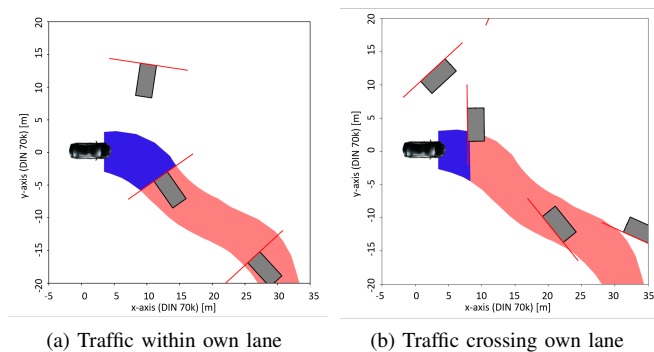 20
15
10
5
0
-5
-10
-15
-20
y-axis (DIN 70k) [m]
-5 0 5 10 15 20 25 30 35
x-axis (DIN 70k) [m]
(a) Traffic within own lane
20
15
10
5
0
-5
-10
-15
-20
y-axis (DIN 70k) [m]
-5 0 5 10 15 20 25 30 35
x-axis (DIN 70k) [m]
(b) Traffic crossing own lane